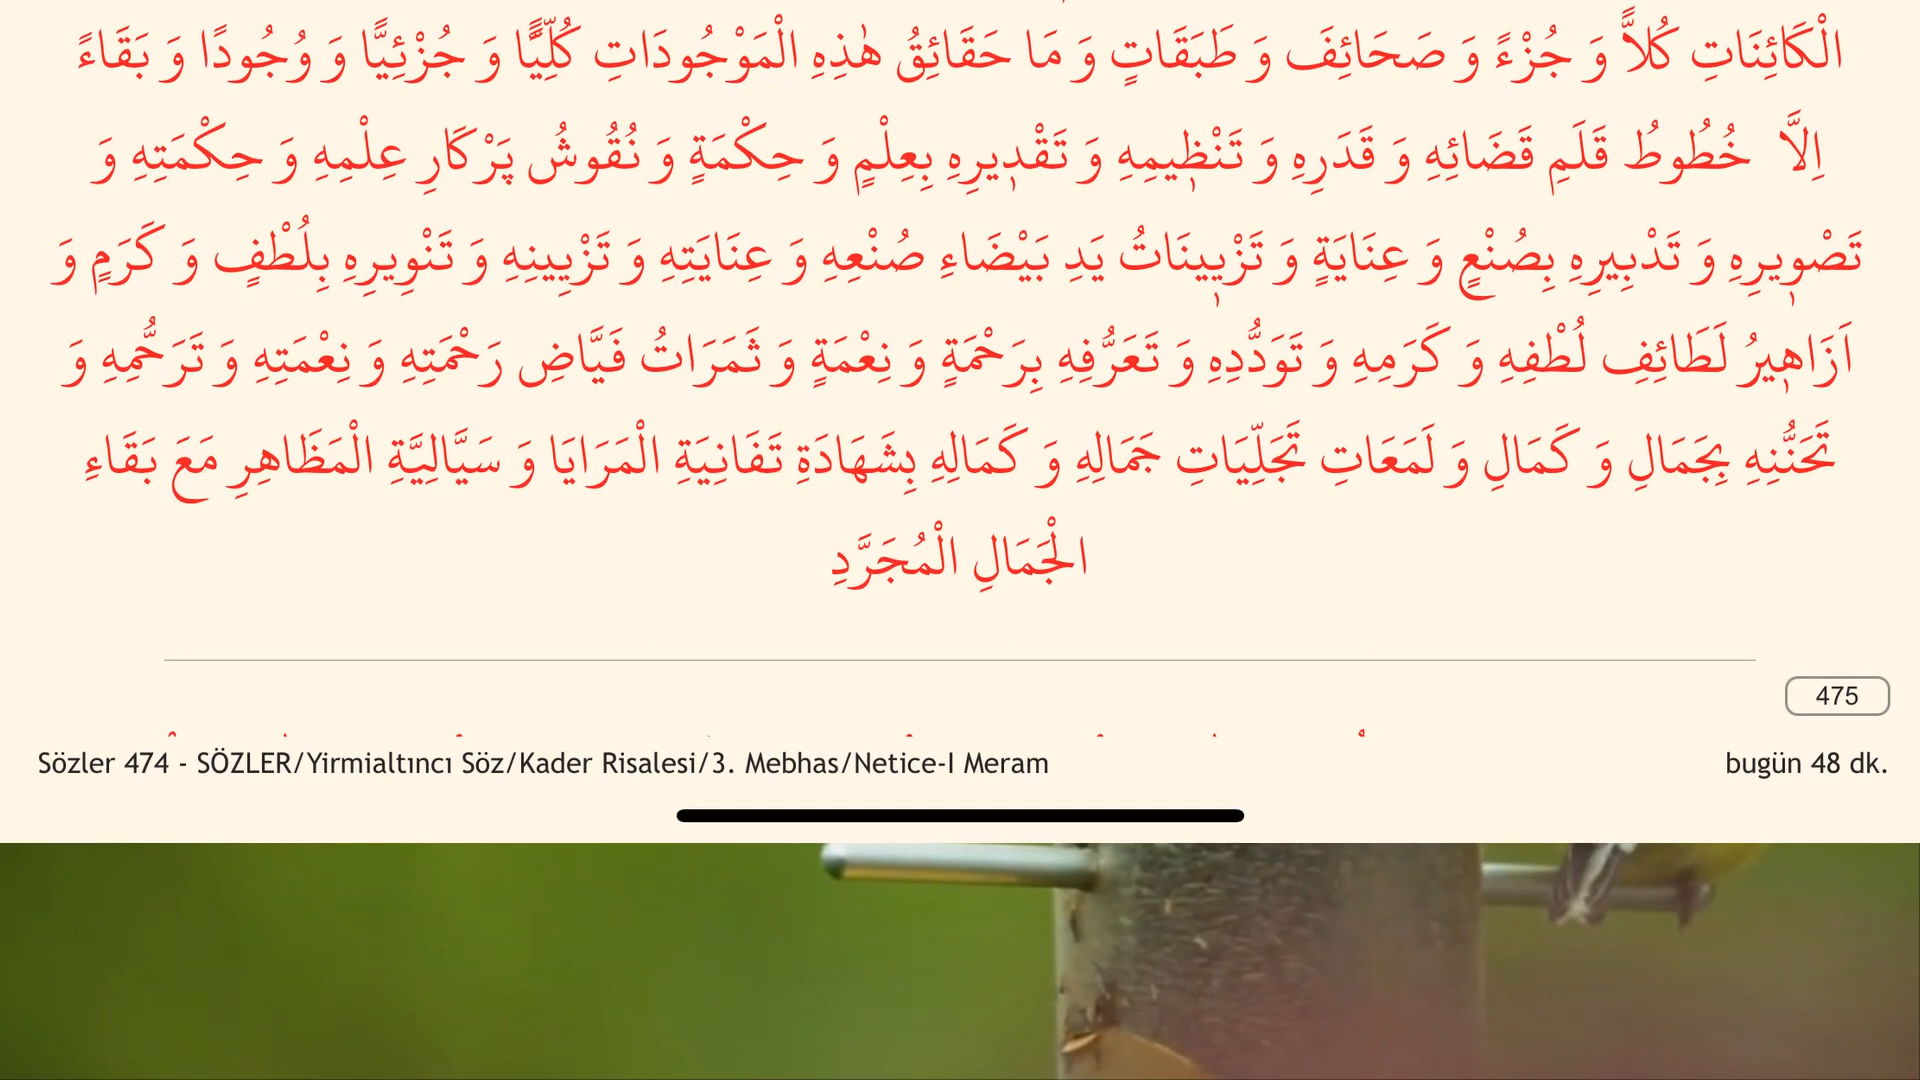 الْكَائِنَاتِ كُلاًّ وَ جُزْءً وَ صَحَائِفَ وَ طَبَقَاتٍ وَ مَا حَقَائِقُ هٰذِهِ الْمَوْجُودَاتِ كُلِّيًّا وَ جُزْئِيًّا وَ وُجُودًا وَ بَقَاءً
اِلَّا خُطُوطُ قَلَمِ قَضَائِهِ وَ قَدَرِهِ وَ تَنْظٖيمِهِ وَ تَقْدٖيرِهِ بِعِلْمٍ وَ حِكْمَةٍ وَ نُقُوشُ پَرْكَارِ عِلْمِهِ وَ حِكْمَتِهِ وَ
تَصْوٖيرِهِ وَ تَدْبِيرِهِ بِصُنْعٍ وَ عِنَايَةٍ وَ تَزْيٖينَاتُ يَدِ بَيْضَاءِ صُنْعِهِ وَ عِنَايَتِهِ وَ تَزْيِينِهِ وَ تَنْوِيرِهِ بِلُطْفٍ وَ كَرَمٍ وَ
اَزَاهٖيرُ لَطَائِفِ لُطْفِهِ وَ كَرَمِهِ وَ تَوَدُّدِهِ وَ تَعَرُّفِهِ بِرَحْمَةٍ وَ نِعْمَةٍ وَ ثَمَرَاتُ فَيَّاضِ رَحْمَتِهِ وَ نِعْمَتِهِ وَ تَرَحُّمِهِ وَ
تَحَنُّنِهِ بِجَمَالِ وَ كَمَالِ وَ لَمَعَاتِ تَجَلِّيَاتِ جَمَالِهِ وَ كَمَالِهِ بِشَهَادَةِ تَفَانِيَةِ الْمَرَايَا وَ سَيَّالِيَّةِ الْمَظَاهِرِ مَعَ بَقَاءِ
الْجَمَالِ الْمُجَرَّدِ
475
Sözler 474 - SÖZLER/Yirmialtıncı Söz/Kader Risalesi/3. Mebhas/Netice-I Meram
bugün 48 dk.